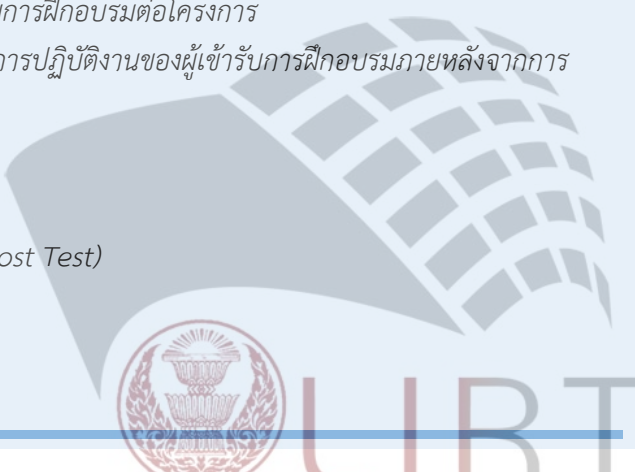 การฝึกอบรมต่อโครงการ
การปฏิบัติงานของผู้เข้ารับการฝึกอบรมภายหลังจากการ
ost Test)